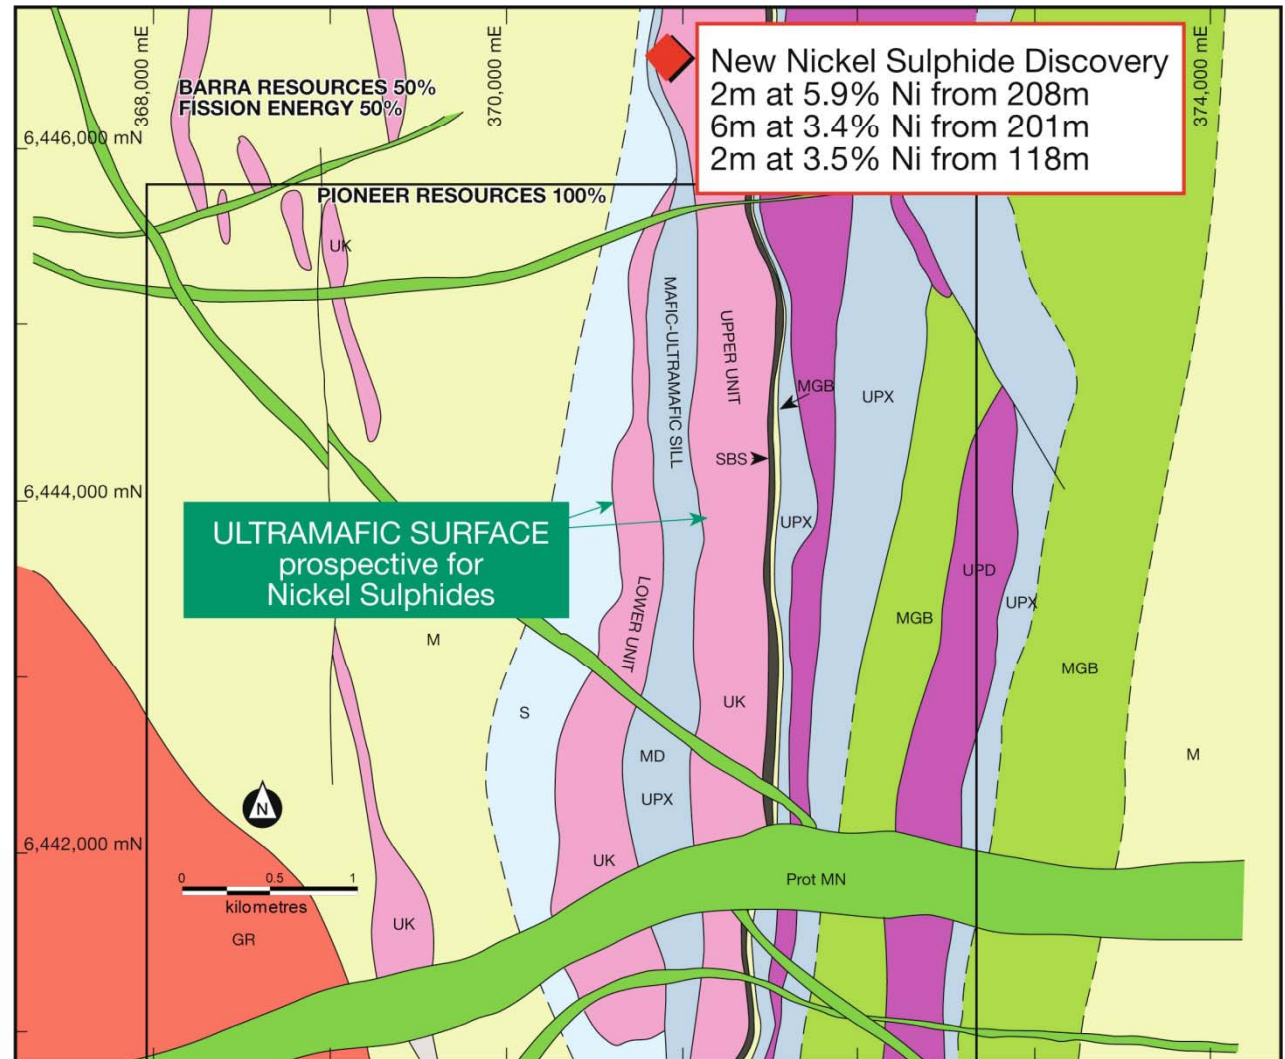 368,000 mE
370,000 mE
374,000 mE
BARRA RESOURCES 50%
FISSION ENERGY 50%
New Nickel Sulphide Discovery
2m at 5.9% Ni from 208m
6m at 3.4% Ni from 201m
2m at 3.5% Ni from 118m
6,446,000 mN
PIONEER RESOURCES 100%
UK
MAFIC-ULTRAMAFIC SILL
UPPER UNIT
MGB
UPX
SBS
6,444,000 mN
ULTRAMAFIC SURFACE
prospective for
Nickel Sulphides
UPX
UPD
LOWER UNIT
UPX
MGB
M
MGB
UK
S
MD
M
UPX
N
6,442,000 mN
UK
Prot MN
0 0.5 1
kilometres
UK
GR